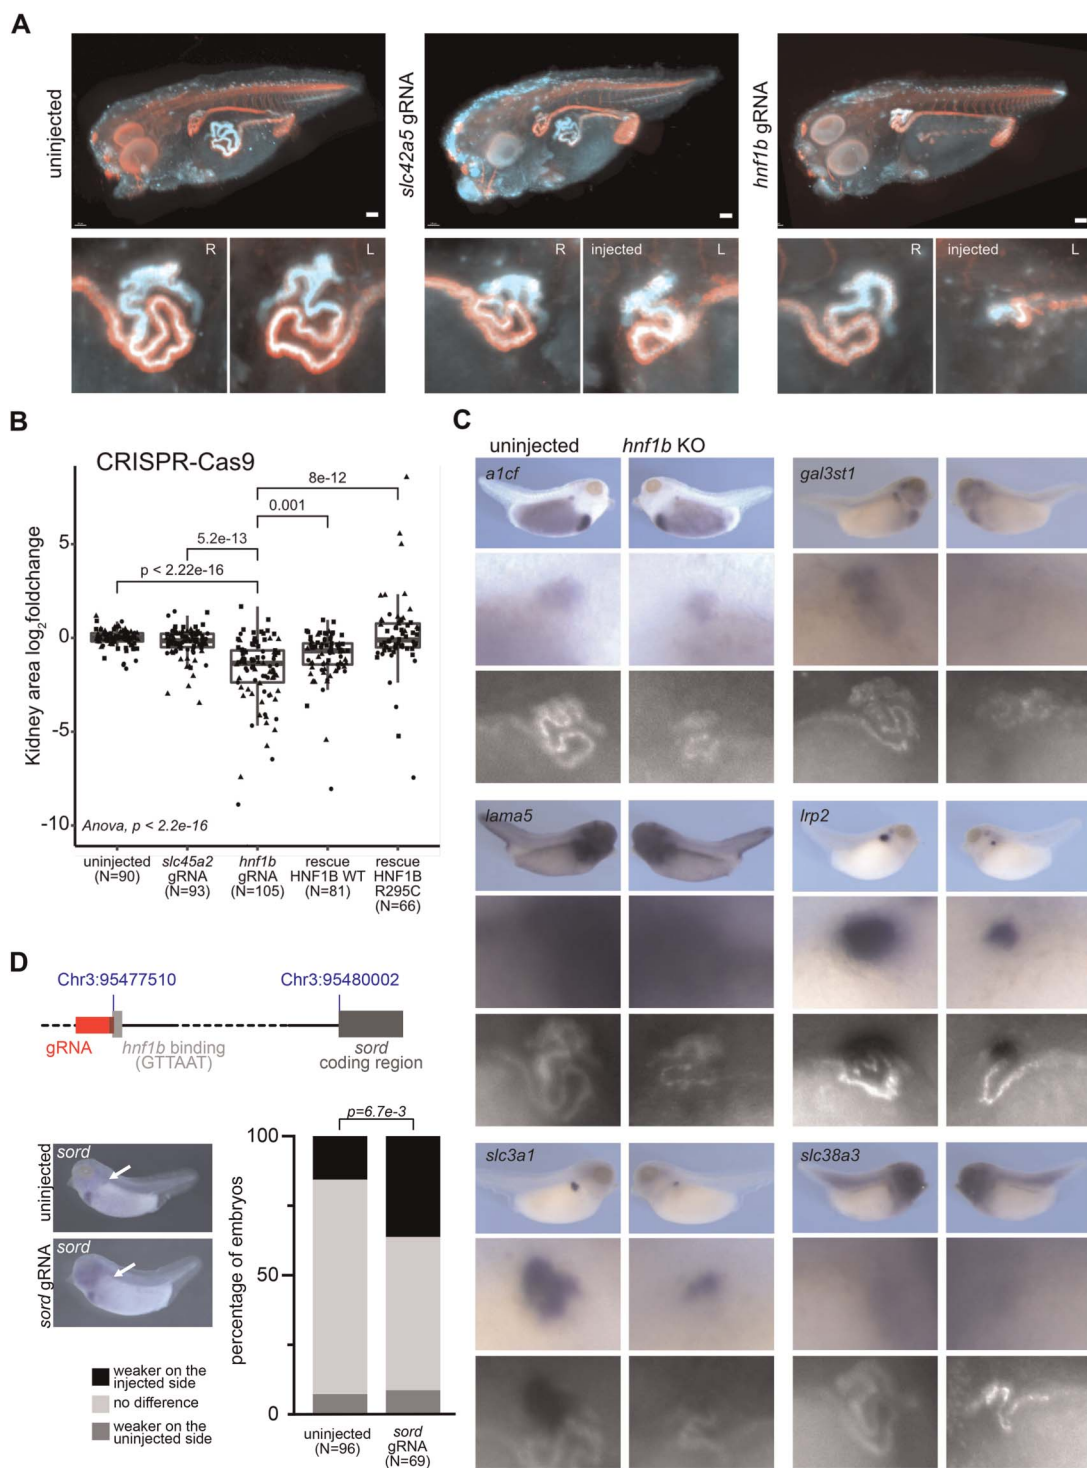 A
uninjected
slc42a5 gRNA
hnf1b gRNA
R
L
R
injected
L
R
injected
L
B
CRISPR-Cas9
8e-12
0.001
5.2e-13
p < 2.22e-16
Kidney area log2foldchange
5
0
-5
-10
Anova, p < 2.2e-16
uninjected
(N=90)
slc45a2
gRNA
(N=93)
hnf1b
gRNA
(N=105)
rescue
HNF1B WT
(N=81)
rescue
HNF1B
R295C
(N=66)
C
uninjected
hnf1b KO
a1cf
gal3st1
lama5
lrp2
slc3a1
slc38a3
D
Chr3:95477510
Chr3:95480002
gRNA
hnf1b binding
(GTTAAT)
sord
coding region
uninjected
sord
sord gRNA
sord
weaker on the
injected side
no difference
weaker on the
uninjected side
p=6.7e-3
percentage of embryos
100
50
0
uninjected
(N=96)
sord
gRNA
(N=69)